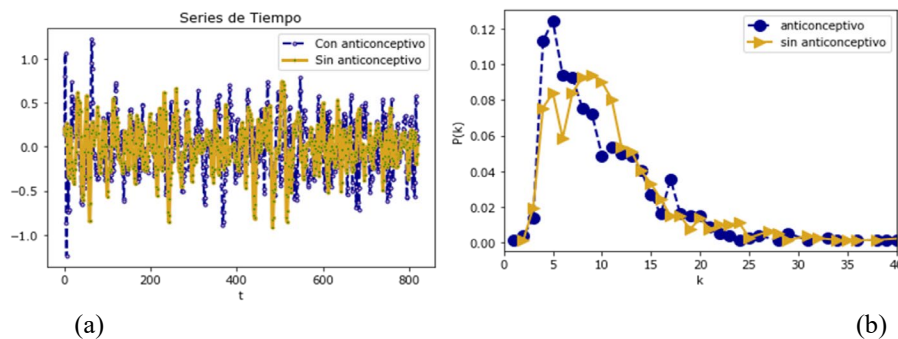 Series de Tiempo
Con anticonceptivo
Sin anticonceptivo
1.0
0.5
0.0
−0.5
−1.0
0 200 400 600 800
t
anticonceptivo
sin anticonceptivo
P(k)
0.12
0.10
0.08
0.06
0.04
0.02
0.00
0 5 10 15 20 25 30 35 40
k
(a) (b)